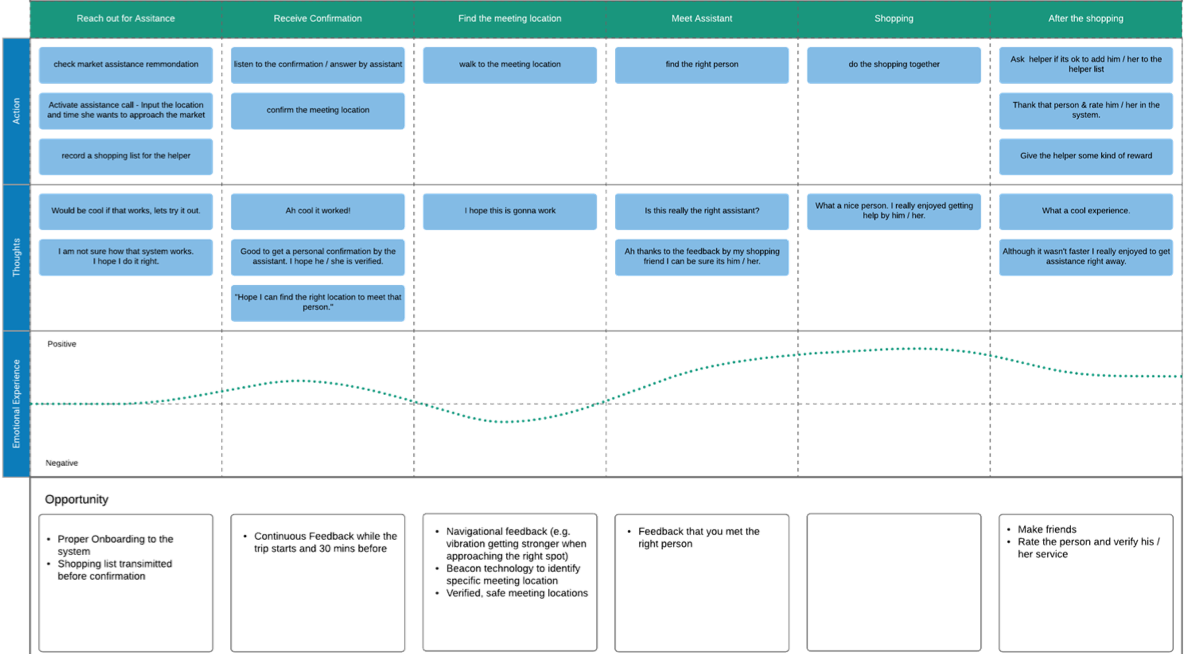 Reach out for Assitance
Receive Confirmation
Find the meeting location
Meet Assistant
Shopping
After the shopping
Action
check market assistance remmondation
Activate assistance call - Input the location
and time she wants to approach the market
record a shopping list for the helper
listen to the confirmation / answer by assistant
confirm the meeting location
walk to the meeting location
find the right person
do the shopping together
Ask helper if its ok to add him / her to the
helper list
Thank that person & rate him / her in the
system.
Give the helper some kind of reward
Thoughts
Would be cool if that works, lets try it out.
I am not sure how that system works.
I hope I do it right.
Ah cool it worked!
Good to get a personal confirmation by the
assistant. I hope he / she is verified.
"Hope I can find the right location to meet that
person."
I hope this is gonna work
Is this really the right assistant?
Ah thanks to the feedback by my shopping
friend I can be sure its him / her.
What a nice person. I really enjoyed getting
help by him / her.
What a cool experience.
Although it wasn't faster I really enjoyed to get
assistance right away.
Emotional Experience
Positive
Negative
Opportunity
• Proper Onboarding to the
system
• Shopping list transimitted
before confirmation
• Continuous Feedback while the
trip starts and 30 mins before
• Navigational feedback (e.g.
vibration getting stronger when
approaching the right spot)
• Beacon technology to identify
specific meeting location
• Verified, safe meeting locations
• Feedback that you met the
right person
• Make friends
• Rate the person and verify his /
her service